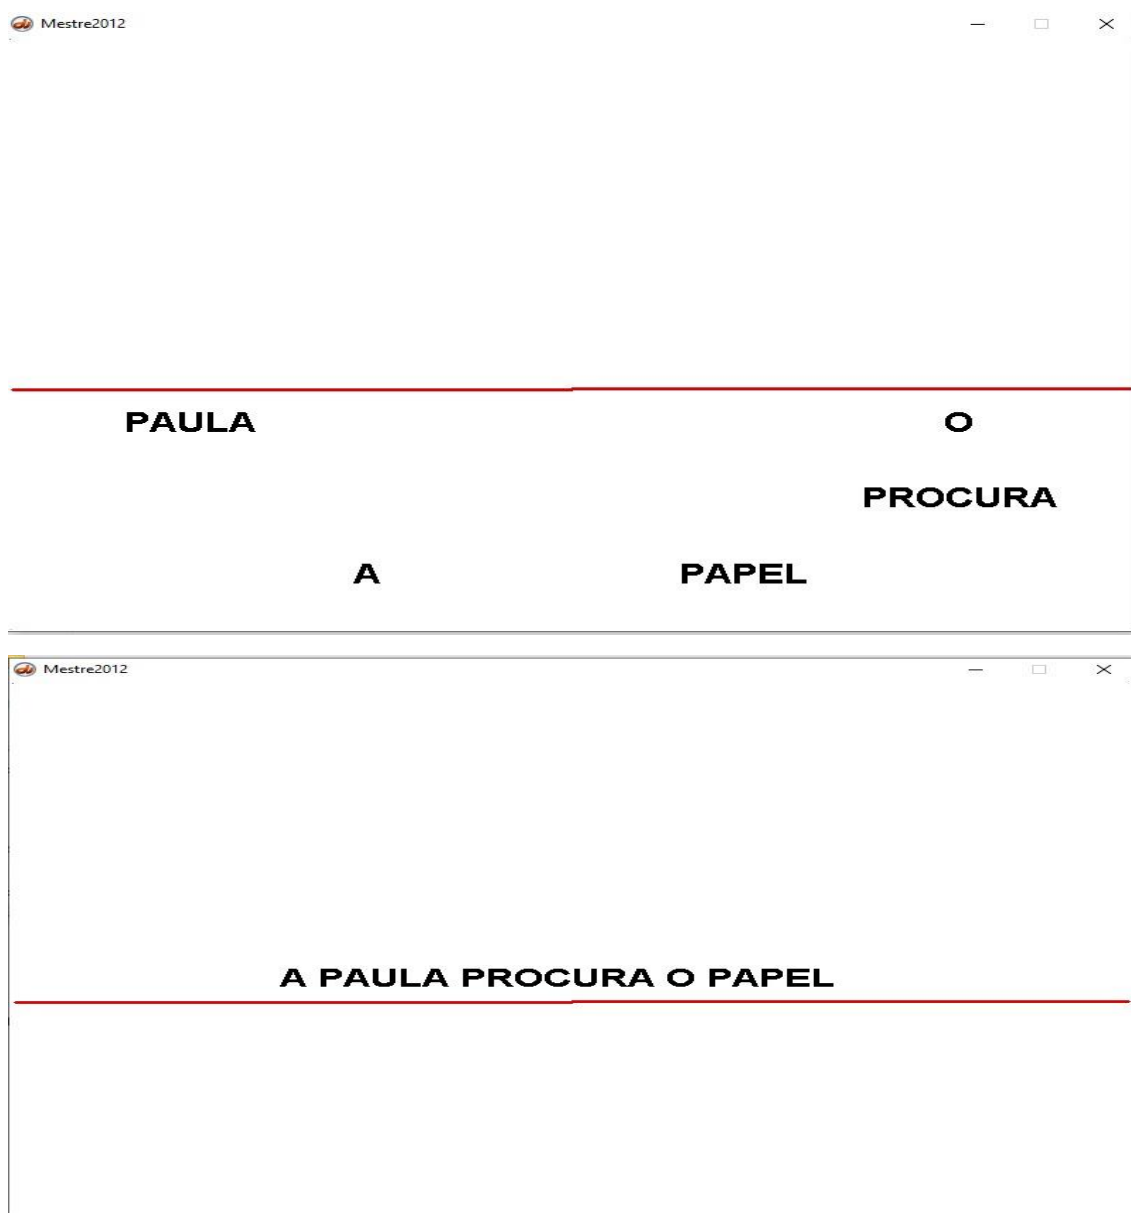 Mestre2012
PAULA O
PROCURA
A PAPEL
Mestre2012
A PAULA PROCURA O PAPEL